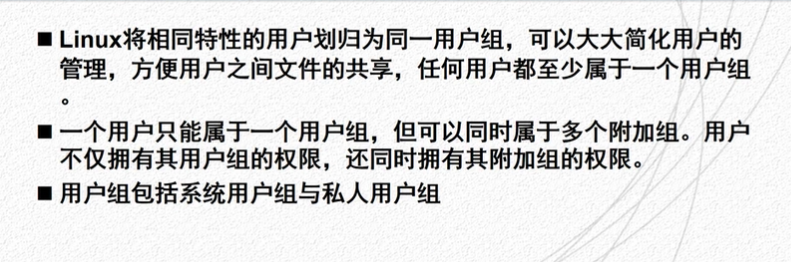 ■ Linux将相同特性的用户划归为同一用户组，可以大大简化用户的
管理，方便用户之间文件的共享，任何用户都至少属于一个用户组
。
■ 一个用户只能属于一个用户组，但可以同时属于多个附加组。用户
不仅拥有其用户组的权限，还同时拥有其附加组的权限。
■ 用户组包括系统用户组与私人用户组